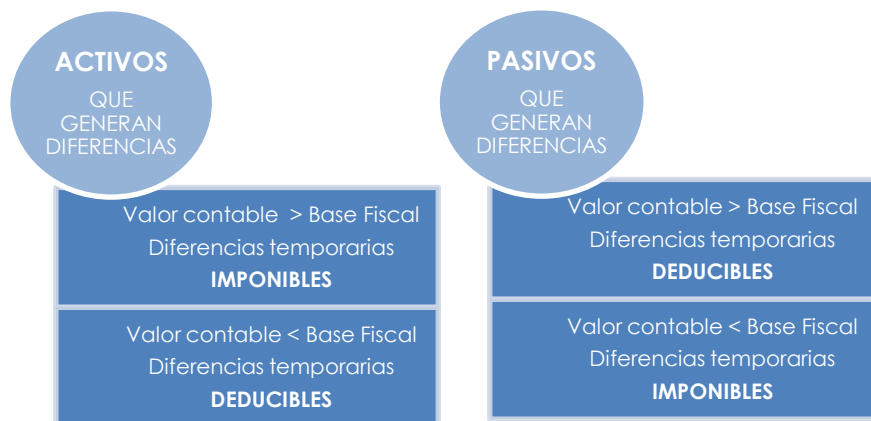 ACTIVOS
QUE
GENERAN
DIFERENCIAS
Valor contable > Base Fiscal
Diferencias temporarias
IMPONIBLES
Valor contable < Base Fiscal
Diferencias temporarias
DEDUCIBLES
PASIVOS
QUE
GENERAN
DIFERENCIAS
Valor contable > Base Fiscal
Diferencias temporarias
DEDUCIBLES
Valor contable < Base Fiscal
Diferencias temporarias
IMPONIBLES